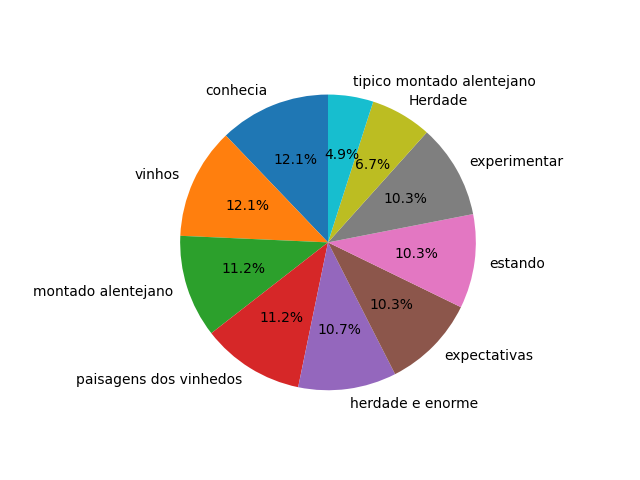 tipico montado alentejano
conhecia
Herdade
experimentar
vinhos
12.1%
4.9%
6.7%
12.1%
10.3%
estando
11.2%
10.3%
montado alentejano
11.2%
10.7%
10.3%
expectativas
paisagens dos vinhedos
herdade e enorme